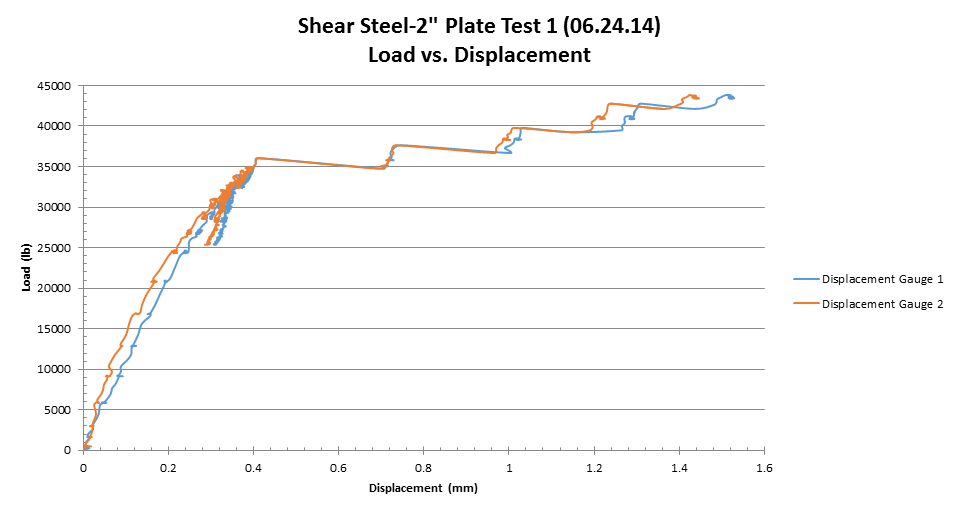 Shear Steel-2" Plate Test 1 (06.24.14)
Load vs. Displacement
45000
40000
35000
30000
25000
20000
15000
10000
5000
0
Load (lb)
0 0.2 0.4 0.6 0.8 1 1.2 1.4 1.6
Displacement (mm)
Displacement Gauge 1
Displacement Gauge 2